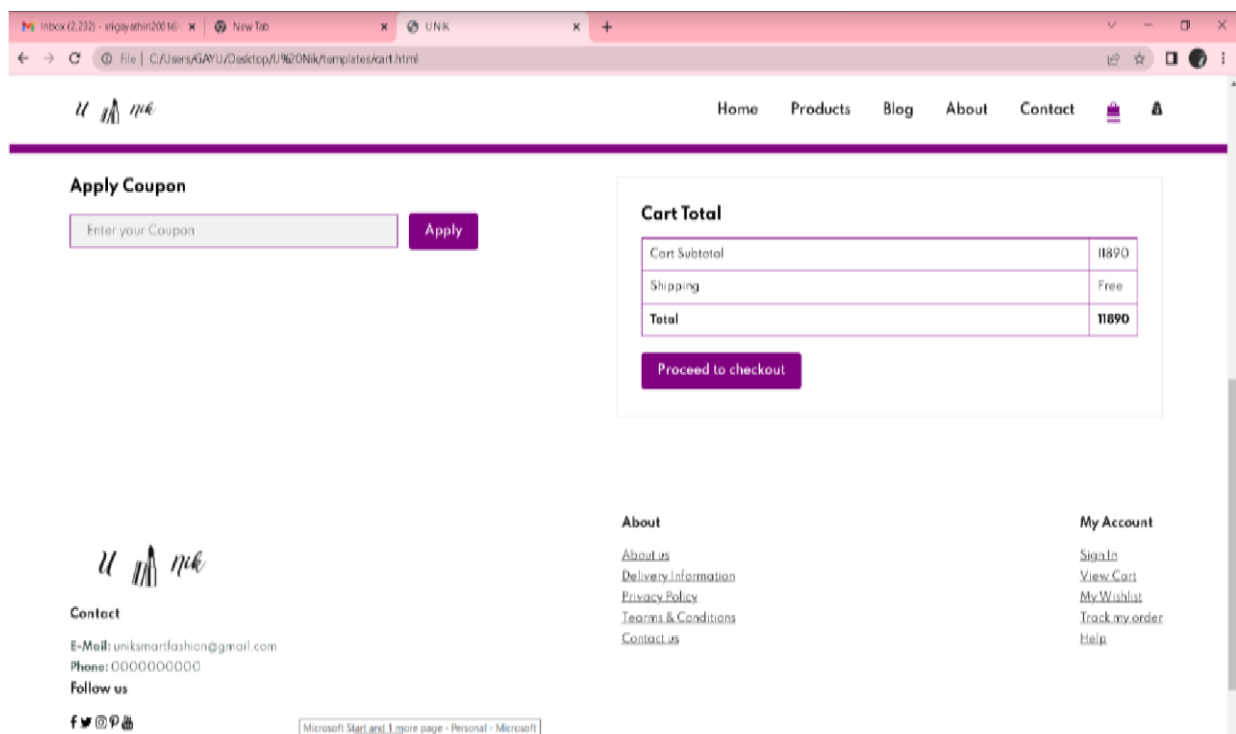 Inbox (2,232) - srigayathiri20016 New Tab UNiK
File | C:/Users/GAYU/Desktop/U%20Nik/templates/cart.html
U nik Home Products Blog About Contact
Apply Coupon
Enter your Coupon Apply
Cart Total
Cart Subtotal 11890
Shipping Free
Total 11890
Proceed to checkout
U nik
Contact
E-Mail: uniksmartfashion@gmail.com
Phone: 0000000000
Follow us
About
About us
Delivery Information
Privacy Policy
Tearms & Conditions
Contact us
My Account
Sign In
View Cart
My Wishlist
Track my order
Help
Microsoft Start and 1 more page - Personal - Microsoft